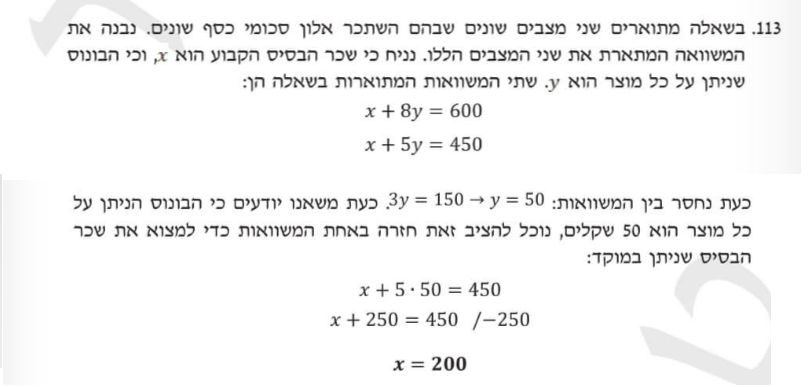 113. בשאלה מתוארים שני מצבים שונים שבהם השתכר אלון סכומי כסף שונים. נבנה את
המשוואה המתארת את שני המצבים הללו. נניח כי שכר הבסיס הקבוע הוא x, וכי הבונוס
שניתן על כל מוצר הוא y. שתי המשוואות המתוארות בשאלה הן:
x + 8y = 600
x + 5y = 450
כעת נחסר בין המשוואות: 3y = 150 → y = 50. כעת משאנו יודעים כי הבונוס הניתן על
כל מוצר הוא 50 שקלים, נוכל להציב זאת חזרה באחת המשוואות כדי למצוא את שכר
הבסיס שניתן במוקד:
x + 5 · 50 = 450
x + 250 = 450 /−250
x = 200